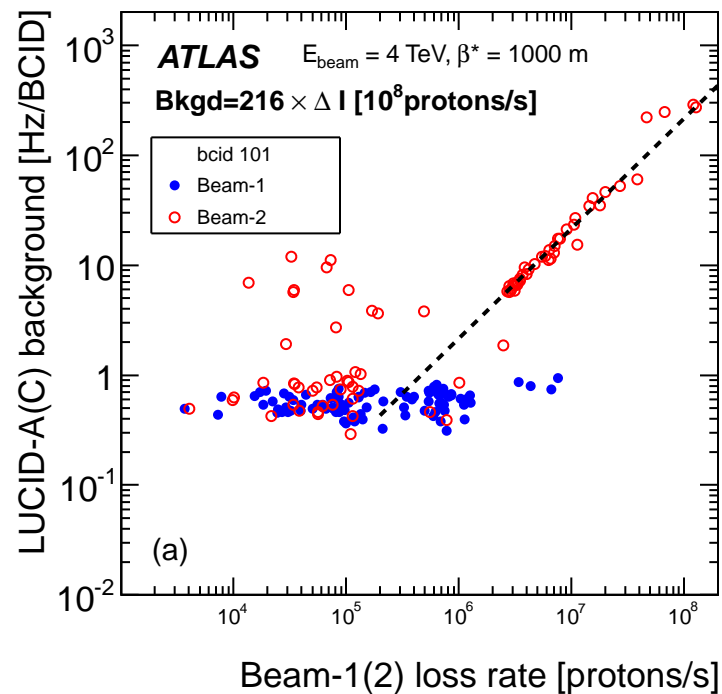 ATLAS E_beam = 4 TeV, β* = 1000 m
Bkgd=216 × Δ I [10^8 protons/s]
bcid 101
Beam-1
Beam-2
LUCID-A(C) background [Hz/BCID]
10^3
10^2
10
1
10^-1
10^-2
(a)
10^4 10^5 10^6 10^7 10^8
Beam-1(2) loss rate [protons/s]